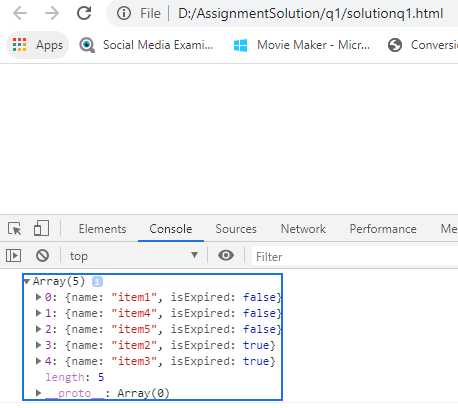 File | D:/AssignmentSolution/q1/solutionq1.html
Apps Social Media Exami... Movie Maker - Micr... Conversi
Elements Console Sources Network Performance Me
top Filter
Array(5)
0: {name: "item1", isExpired: false}
1: {name: "item4", isExpired: false}
2: {name: "item5", isExpired: false}
3: {name: "item2", isExpired: true}
4: {name: "item3", isExpired: true}
length: 5
__proto__: Array(0)